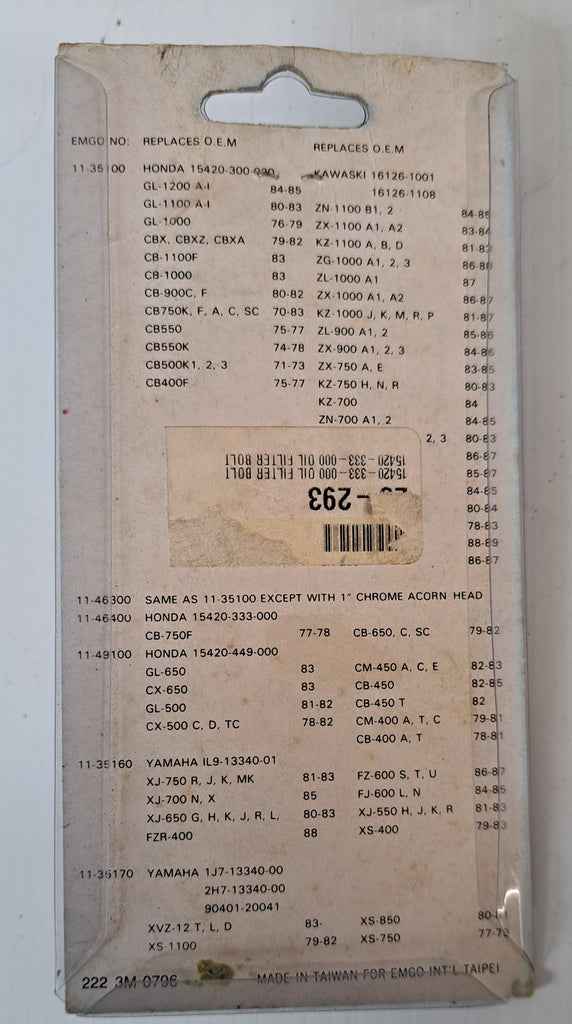 EMGO NO: REPLACES O.E.M REPLACES O.E.M
11-35100 HONDA 15420-300- KAWASKI 16126-1001
16126-1108
GL-1200 A-I 84-85
GL-1100 A-I 80-83 ZN-1100 B1, 2 84-85
GL-1000 76-79 ZX-1100 A1, A2 83-84
CBX, CBXZ, CBXA 79-82 KZ-1100 A, B, D 81-83
CB-1100F 83 ZG-1000 A1, 2, 3 86-88
CB-1000 83 ZL-1000 A1 87
CB-900C, F 80-82 ZX-1000 A1, A2 86-87
CB750K, F, A, C, SC 70-83 KZ-1000 J, K, M, R, P 81-87
CB550 75-77 ZL-900 A1, 2 85-86
CB550K 74-78 ZX-900 A1, 2, 3 84-86
CB500K1, 2, 3 71-73 ZX-750 A, E 83-85
CB400F 75-77 KZ-750 H, N, R 80-83
KZ-700 84
ZN-700 A1, 2 84-85
2, 3 80-83
86-87
85-87
84-85
80-84
78-83
88-89
86-87
15420-333-000 OIL FILTER BOLT
15420-333-000 OIL FILTER BOLT
-293
11-46300 SAME AS 11-35100 EXCEPT WITH 1" CHROME ACORN HEAD
11-46400 HONDA 15420-333-000
CB-750F 77-78 CB-650, C, SC 79-82
11-49100 HONDA 15420-449-000
GL-650 83 CM-450 A, C, E 82-83
CX-650 83 CB-450 82-85
GL-500 81-82 CB-450 T 82
CX-500 C, D, TC 78-82 CM-400 A, T, C 79-81
CB-400 A, T 78-81
11-35160 YAMAHA IL9-13340-01
XJ-750 R, J, K, MK 81-83 FZ-600 S, T, U 86-87
XJ-700 N, X 85 FJ-600 L, N 84-85
XJ-650 G, H, K, J, R, L, 80-83 XJ-550 H, J, K, R 81-83
FZR-400 88 XS-400 79-83
11-35170 YAMAHA 1J7-13340-00
2H7-13340-00
90401-20041
XVZ-12 T, L, D 83- XS-850 80-81
XS-1100 79-82 XS-750 77-79
222 3M 0796 MADE IN TAIWAN FOR EMGO INT'L TAIPEI